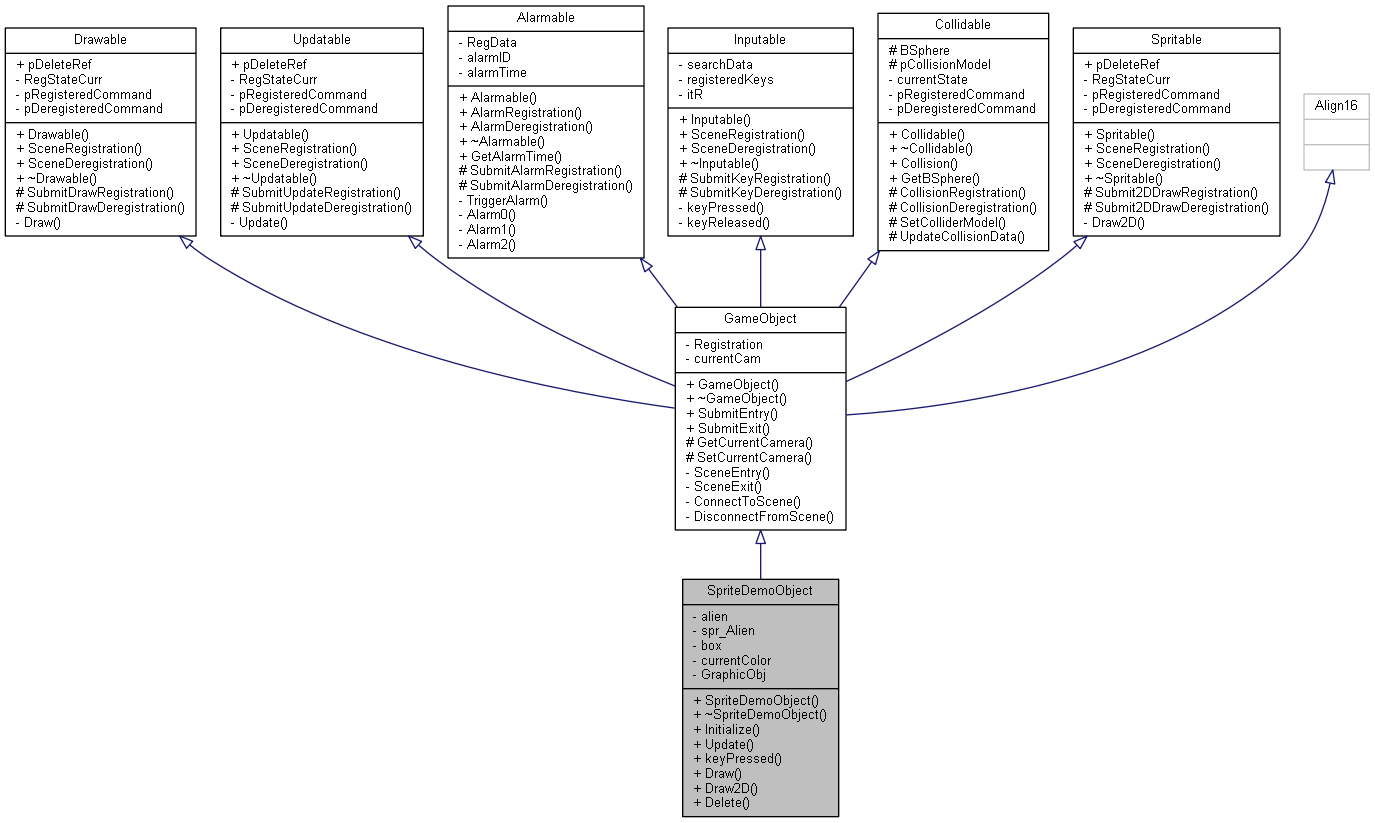 Drawable
+ pDeleteRef
- RegStateCurr
- pRegisteredCommand
- pDeregisteredCommand
+ Drawable()
+ SceneRegistration()
+ SceneDeregistration()
+ ~Drawable()
# SubmitDrawRegistration()
# SubmitDrawDeregistration()
- Draw()
Updatable
+ pDeleteRef
- RegStateCurr
- pRegisteredCommand
- pDeregisteredCommand
+ Updatable()
+ SceneRegistration()
+ SceneDeregistration()
+ ~Updatable()
# SubmitUpdateRegistration()
# SubmitUpdateDeregistration()
- Update()
Alarmable
- RegData
- alarmID
- alarmTime
+ Alarmable()
+ AlarmRegistration()
+ AlarmDeregistration()
+ ~Alarmable()
+ GetAlarmTime()
# SubmitAlarmRegistration()
# SubmitAlarmDeregistration()
- TriggerAlarm()
- Alarm0()
- Alarm1()
- Alarm2()
Inputable
- searchData
- registeredKeys
- itR
+ Inputable()
+ SceneRegistration()
+ SceneDeregistration()
+ ~Inputable()
# SubmitKeyRegistration()
# SubmitKeyDeregistration()
- keyPressed()
- keyReleased()
Collidable
# BSphere
# pCollisionModel
- currentState
- pRegisteredCommand
- pDeregisteredCommand
+ Collidable()
+ ~Collidable()
+ Collision()
+ GetBSphere()
# CollisionRegistration()
# CollisionDeregistration()
# SetColliderModel()
# UpdateCollisionData()
Spritable
+ pDeleteRef
- RegStateCurr
- pRegisteredCommand
- pDeregisteredCommand
+ Spritable()
+ SceneRegistration()
+ SceneDeregistration()
+ ~Spritable()
# Submit2DDrawRegistration()
# Submit2DDrawDeregistration()
- Draw2D()
Align16
GameObject
- Registration
- currentCam
+ GameObject()
+ ~GameObject()
+ SubmitEntry()
+ SubmitExit()
# GetCurrentCamera()
# SetCurrentCamera()
- SceneEntry()
- SceneExit()
- ConnectToScene()
- DisconnectFromScene()
SpriteDemoObject
- alien
- spr_Alien
- box
- currentColor
- GraphicObj
+ SpriteDemoObject()
+ ~SpriteDemoObject()
+ Initialize()
+ Update()
+ keyPressed()
+ Draw()
+ Draw2D()
+ Delete()